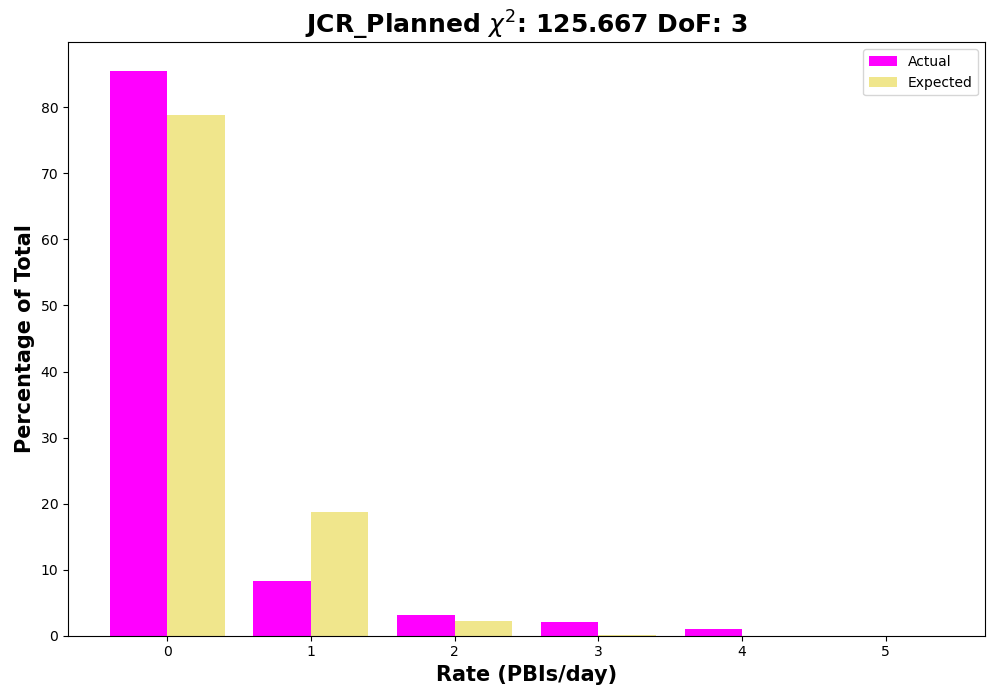 JCR_Planned χ²: 125.667 DoF: 3
Actual
Expected
Percentage of Total
80
70
60
50
40
30
20
10
0
0 1 2 3 4 5
Rate (PBIs/day)